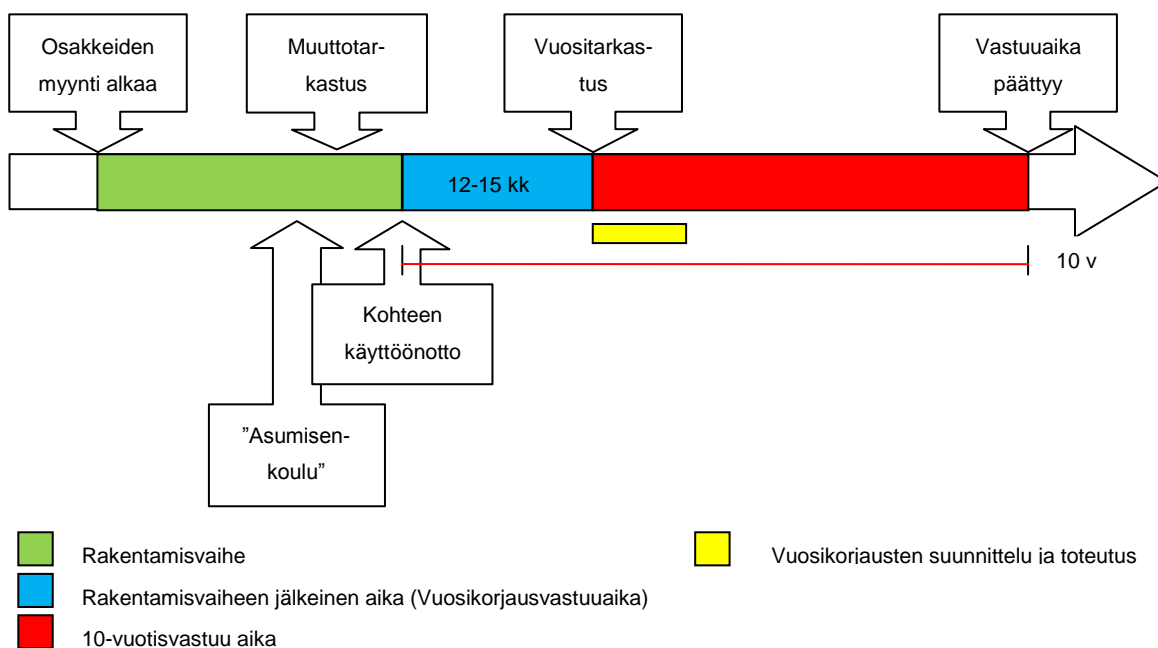 Osakkeiden
myynti alkaa
Muuttotar-
kastus
Vuositarkas-
tus
Vastuuaika
päättyy
12-15 kk
10 v
Kohteen
käyttöönotto
”Asumisen-
koulu”
Rakentamisvaihe
Vuosikorjausten suunnittelu ja toteutus
Rakentamisvaiheen jälkeinen aika (Vuosikorjausvastuuaika)
10-vuotisvastuu aika